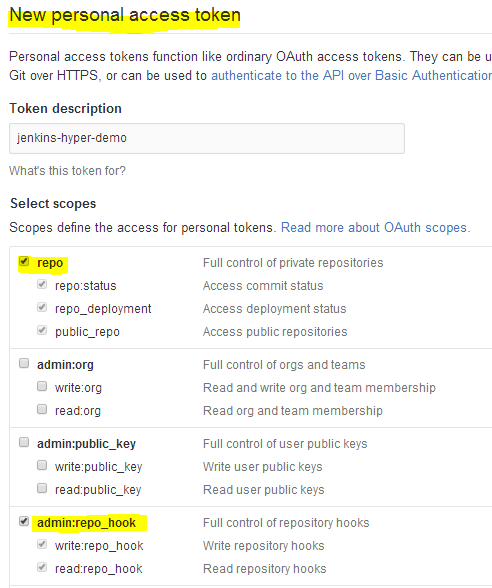 New personal access token
Personal access tokens function like ordinary OAuth access tokens. They can be u
Git over HTTPS, or can be used to authenticate to the API over Basic Authentication
Token description
jenkins-hyper-demo
What's this token for?
Select scopes
Scopes define the access for personal tokens. Read more about OAuth scopes.
repo Full control of private repositories
repo:status Access commit status
repo_deployment Access deployment status
public_repo Access public repositories
admin:org Full control of orgs and teams
write:org Read and write org and team membership
read:org Read org and team membership
admin:public_key Full control of user public keys
write:public_key Write user public keys
read:public_key Read user public keys
admin:repo_hook Full control of repository hooks
write:repo_hook Write repository hooks
read:repo_hook Read repository hooks